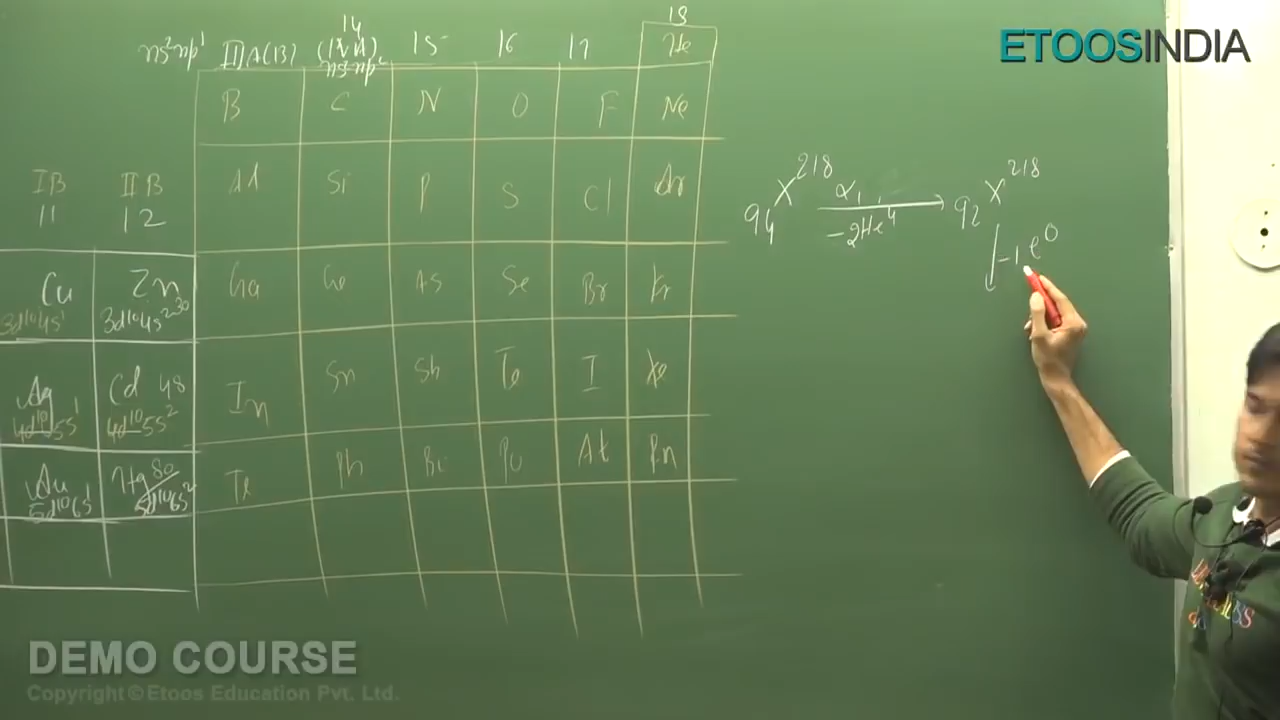 ETOOSINDIA
14 18
ns²np¹ IIIA(13) (IVA) 15 16 17 He
ns²np²
B C N O F Ne
IB IIB Al Si P S Cl Ar
11 12
Cu Zn Ga Ge As Se Br Kr
3d¹⁰4s¹ 3d¹⁰4s² 30
Ag Cd 48 In Sn Sb Te I Xe
4d¹⁰5s¹ 4d¹⁰5s²
Au Hg 80 Tl Pb Bi Po At Rn
5d¹⁰6s¹ 5d¹⁰6s²
₉₄X²¹⁸ α ₉₂X²¹⁸
-₂He⁴
-₁e⁰
DEMO COURSE
Copyright © Etoos Education Pvt. Ltd.